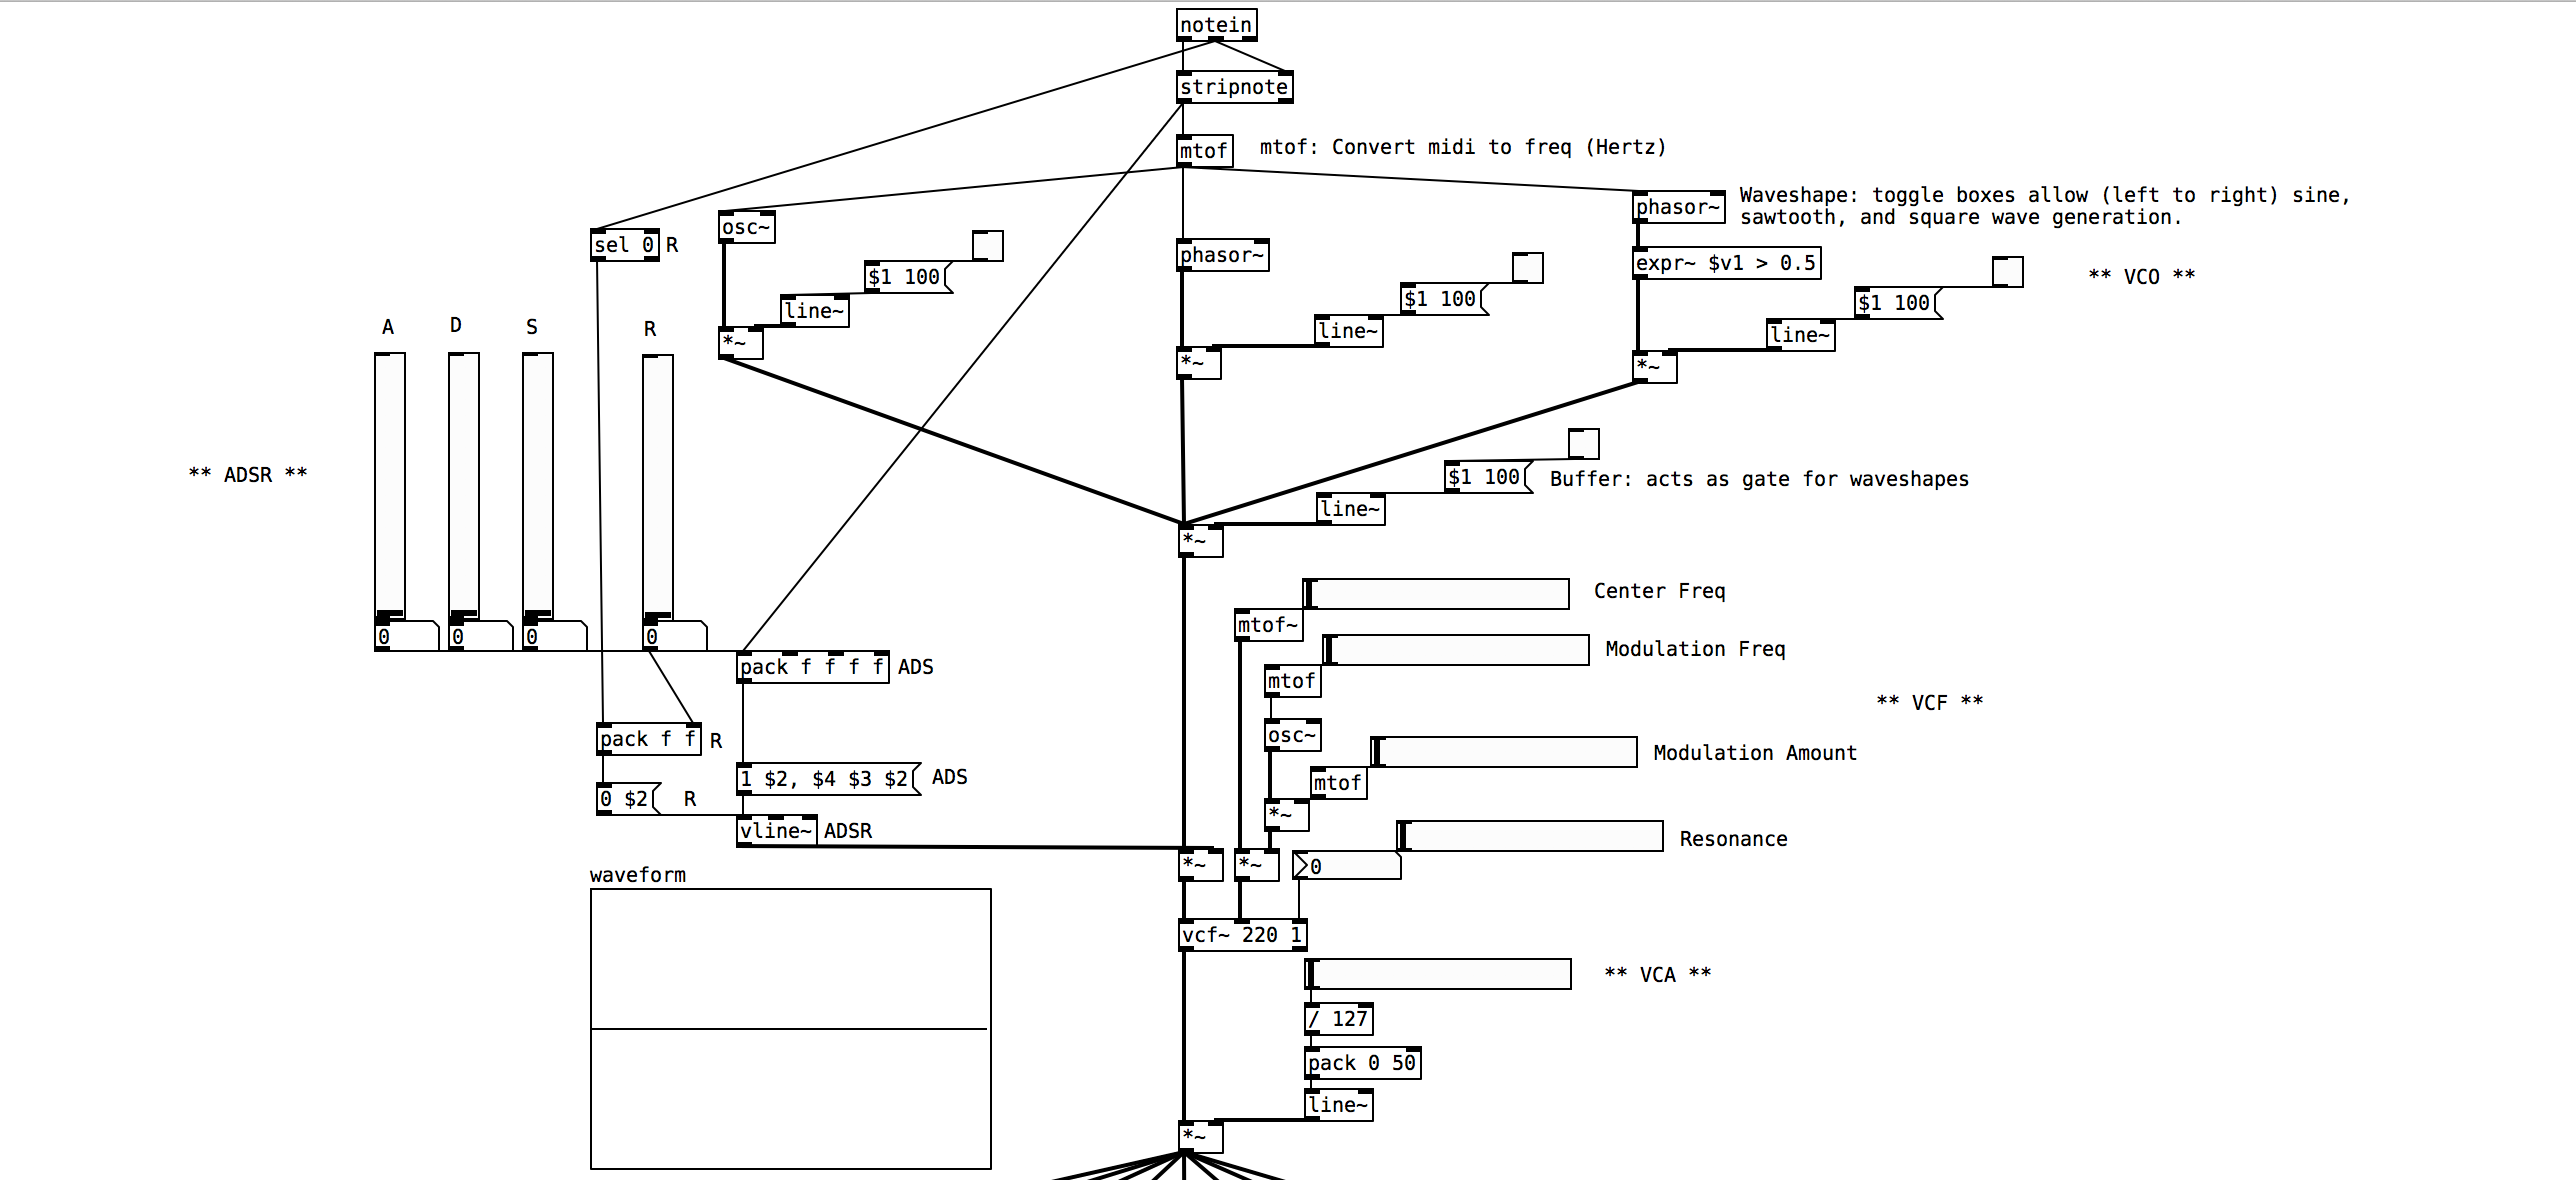 notein
stripnote
mtof
mtof: Convert midi to freq (Hertz)
phasor~
Waveshape: toggle boxes allow (left to right) sine,
sawtooth, and square wave generation.
osc~
sel 0
R
phasor~
expr~ $v1 > 0.5
$1 100
** VCO **
$1 100
$1 100
line~
line~
line~
A
D
S
R
*~
*~
*~
** ADSR **
$1 100
Buffer: acts as gate for waveshapes
line~
*~
Center Freq
mtof~
0
0
0
0
Modulation Freq
pack f f f f
ADS
mtof
** VCF **
pack f f
R
osc~
Modulation Amount
1 $2, $4 $3 $2
ADS
mtof
0 $2
R
*~
vline~
ADSR
Resonance
*~
*~
0
waveform
vcf~ 220 1
** VCA **
/ 127
pack 0 50
line~
*~